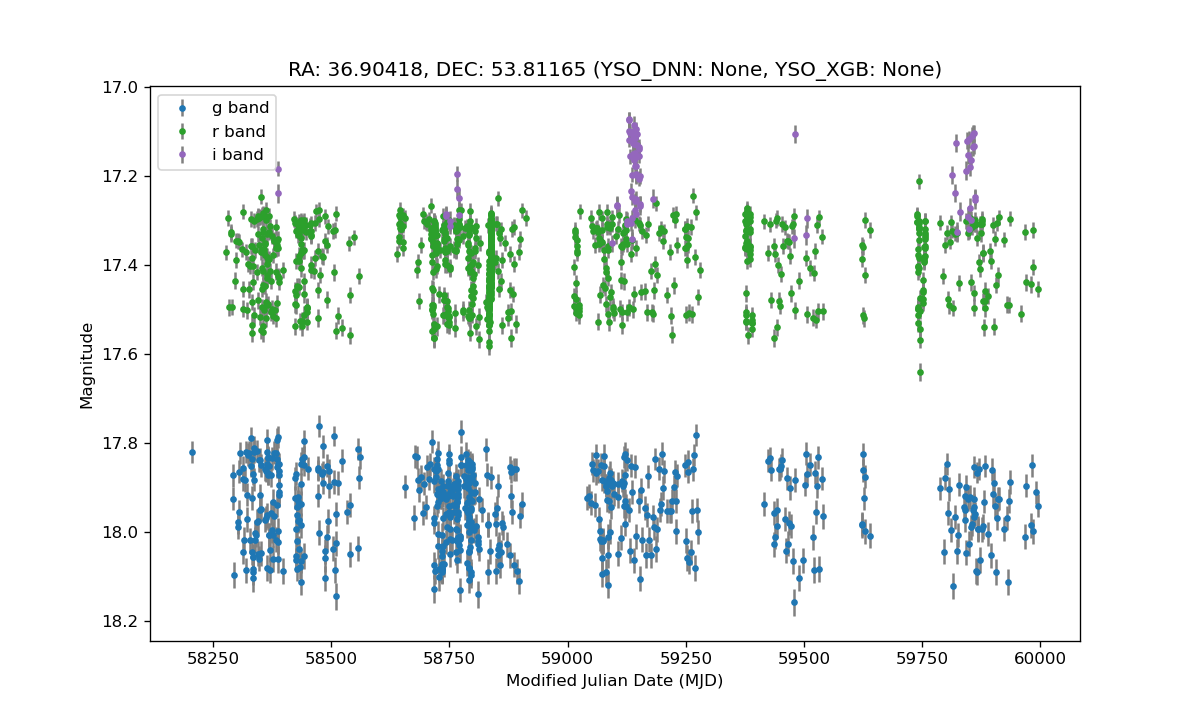 RA: 36.90418, DEC: 53.81165 (YSO_DNN: None, YSO_XGB: None)
17.0
g band
r band
i band
17.2
17.4
17.6
17.8
18.0
18.2
Magnitude
58250 58500 58750 59000 59250 59500 59750 60000
Modified Julian Date (MJD)